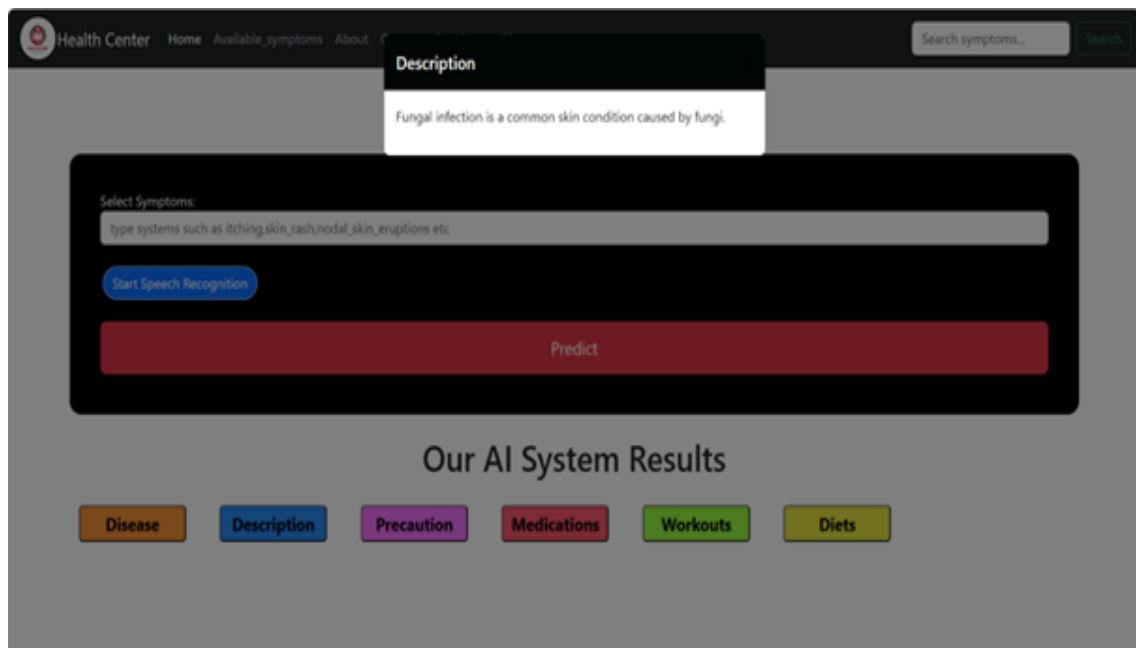 Health Center Home Available_symptoms About
Search symptoms...
Search
Description
Fungal infection is a common skin condition caused by fungi.
Select Symptoms:
type systems such as itching,skin_rash,nodal_skin_eruptions etc
Start Speech Recognition
Predict
Our AI System Results
Disease Description Precaution Medications Workouts Diets